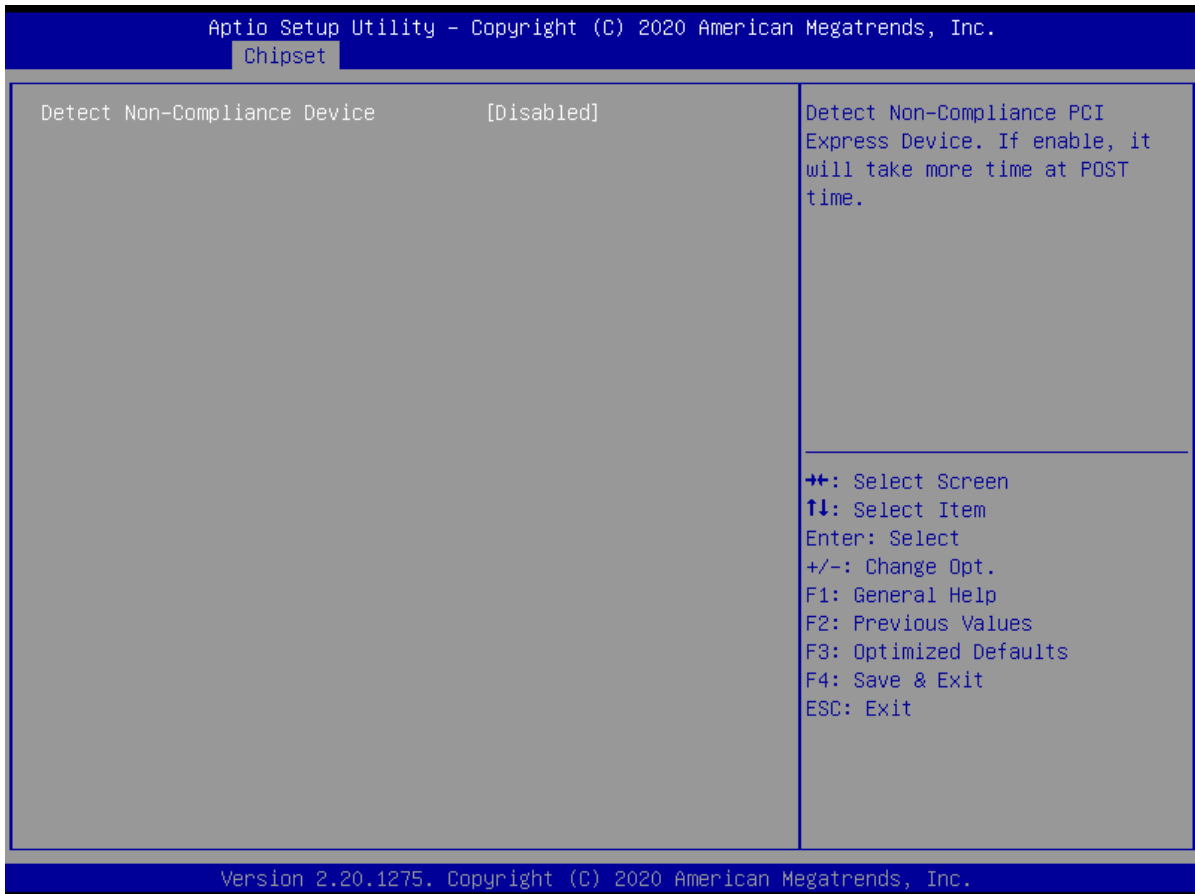 Aptio Setup Utility – Copyright (C) 2020 American Megatrends, Inc.
Chipset
Detect Non-Compliance Device [Disabled]
Detect Non-Compliance PCI
Express Device. If enable, it
will take more time at POST
time.
→←: Select Screen
↑↓: Select Item
Enter: Select
+/-: Change Opt.
F1: General Help
F2: Previous Values
F3: Optimized Defaults
F4: Save & Exit
ESC: Exit
Version 2.20.1275. Copyright (C) 2020 American Megatrends, Inc.